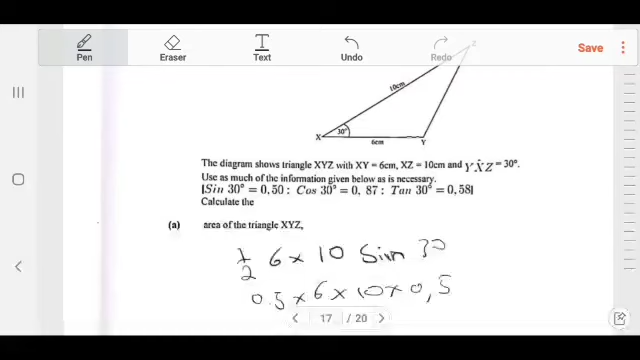 Pen
Eraser
Text
Undo
Redo
Save
Z
10cm
X
30°
6cm
Y
The diagram shows triangle XYZ with XY = 6cm, XZ = 10cm and YX̂Z = 30°.
Use as much of the information given below as is necessary.
[Sin 30° = 0,50: Cos 30° = 0, 87: Tan 30° = 0,58]
Calculate the
(a) area of the triangle XYZ,
1/2 6 × 10 Sin 30
0.5 × 6 × 10 × 0,5
17 / 20